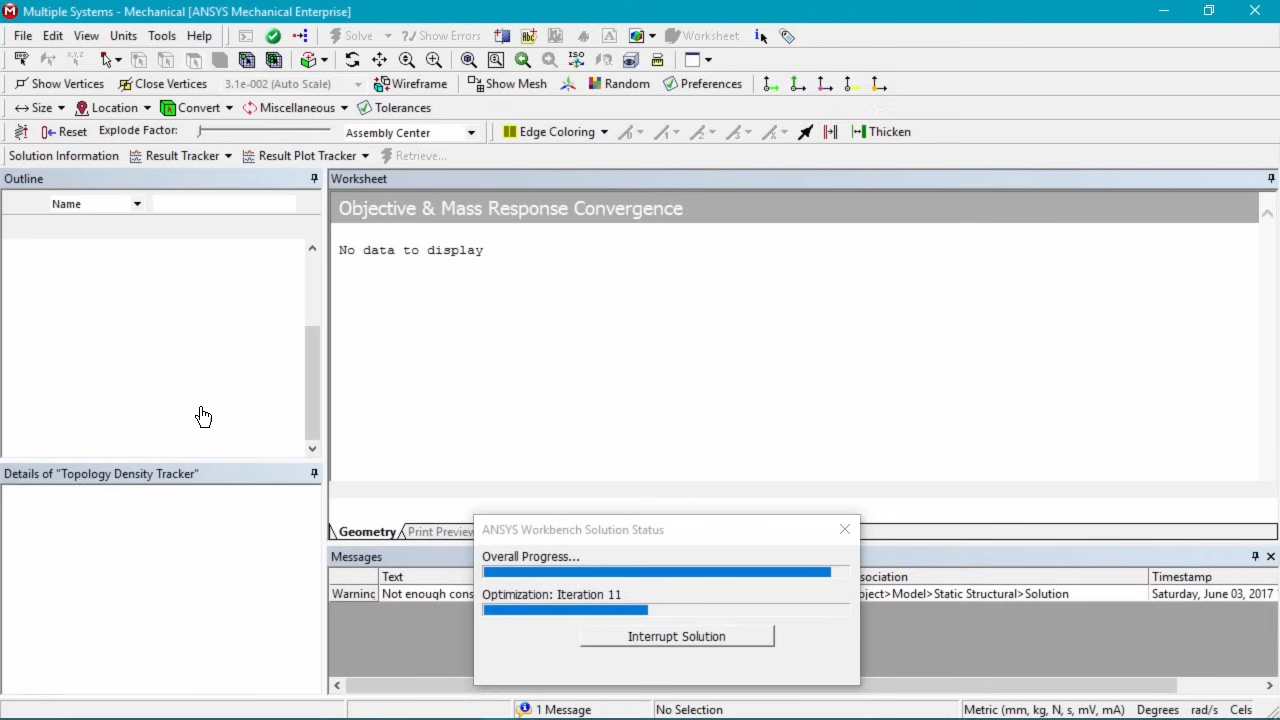 Multiple Systems - Mechanical [ANSYS Mechanical Enterprise]
File Edit View Units Tools Help Solve Show Errors Worksheet
Show Vertices Close Vertices 3.1e-002 (Auto Scale) Wireframe Show Mesh Random Preferences
Size Location Convert Miscellaneous Tolerances
Reset Explode Factor: Assembly Center Edge Coloring Thicken
Solution Information Result Tracker Result Plot Tracker Retrieve...
Outline
Name
Worksheet
Objective & Mass Response Convergence
No data to display
Details of "Topology Density Tracker"
Geometry Print Preview
Messages
Text Association Timestamp
Warning Not enough cons oject>Model>Static Structural>Solution Saturday, June 03, 2017
ANSYS Workbench Solution Status
Overall Progress...
Optimization: Iteration 11
Interrupt Solution
1 Message No Selection Metric (mm, kg, N, s, mV, mA) Degrees rad/s Cels